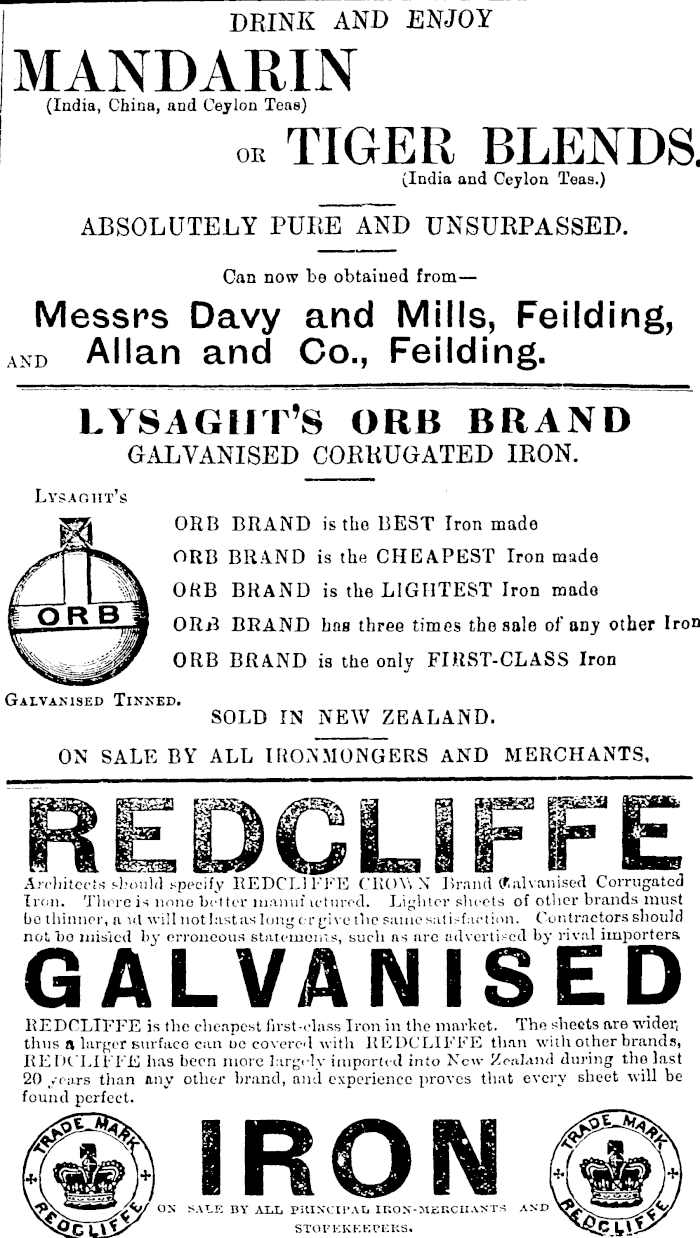 DRINK AND ENJOY
MANDARIN
(India, China, and Ceylon Teas)
OR TIGER BLENDS.
(India and Ceylon Teas.)
ABSOLUTELY PURE AND UNSURPASSED.
Can now be obtained from—
Messrs Davy and Mills, Feilding,
AND Allan and Co., Feilding.
LYSAGHT'S ORB BRAND
GALVANISED CORRUGATED IRON.
LYSAGHT'S
ORB
GALVANISED TINNED.
ORB BRAND is the BEST Iron made
ORB BRAND is the CHEAPEST Iron made
ORB BRAND is the LIGHTEST Iron made
ORB BRAND has three times the sale of any other Iron
ORB BRAND is the only FIRST-CLASS Iron
SOLD IN NEW ZEALAND.
ON SALE BY ALL IRONMONGERS AND MERCHANTS,
REDCLIFFE
Architects should specify REDCLIFFE CROWN Brand Galvanised Corrugated
Iron. There is none better manufactured. Lighter sheets of other brands must
be thinner, and will not last as long or give the same satisfaction. Contractors should
not be misled by erroneous statements, such as are advertised by rival importers
GALVANISED
REDCLIFFE is the cheapest first-class Iron in the market. The sheets are wider,
thus a larger surface can be covered with REDCLIFFE than with other brands,
REDCLIFFE has been more largely imported into New Zealand during the last
20 years than any other brand, and experience proves that every sheet will be
found perfect.
TRADE MARK
REDCLIFFE
IRON
ON SALE BY ALL PRINCIPAL IRON-MERCHANTS AND
STOREKEEPERS.
TRADE MARK
REDCLIFFE